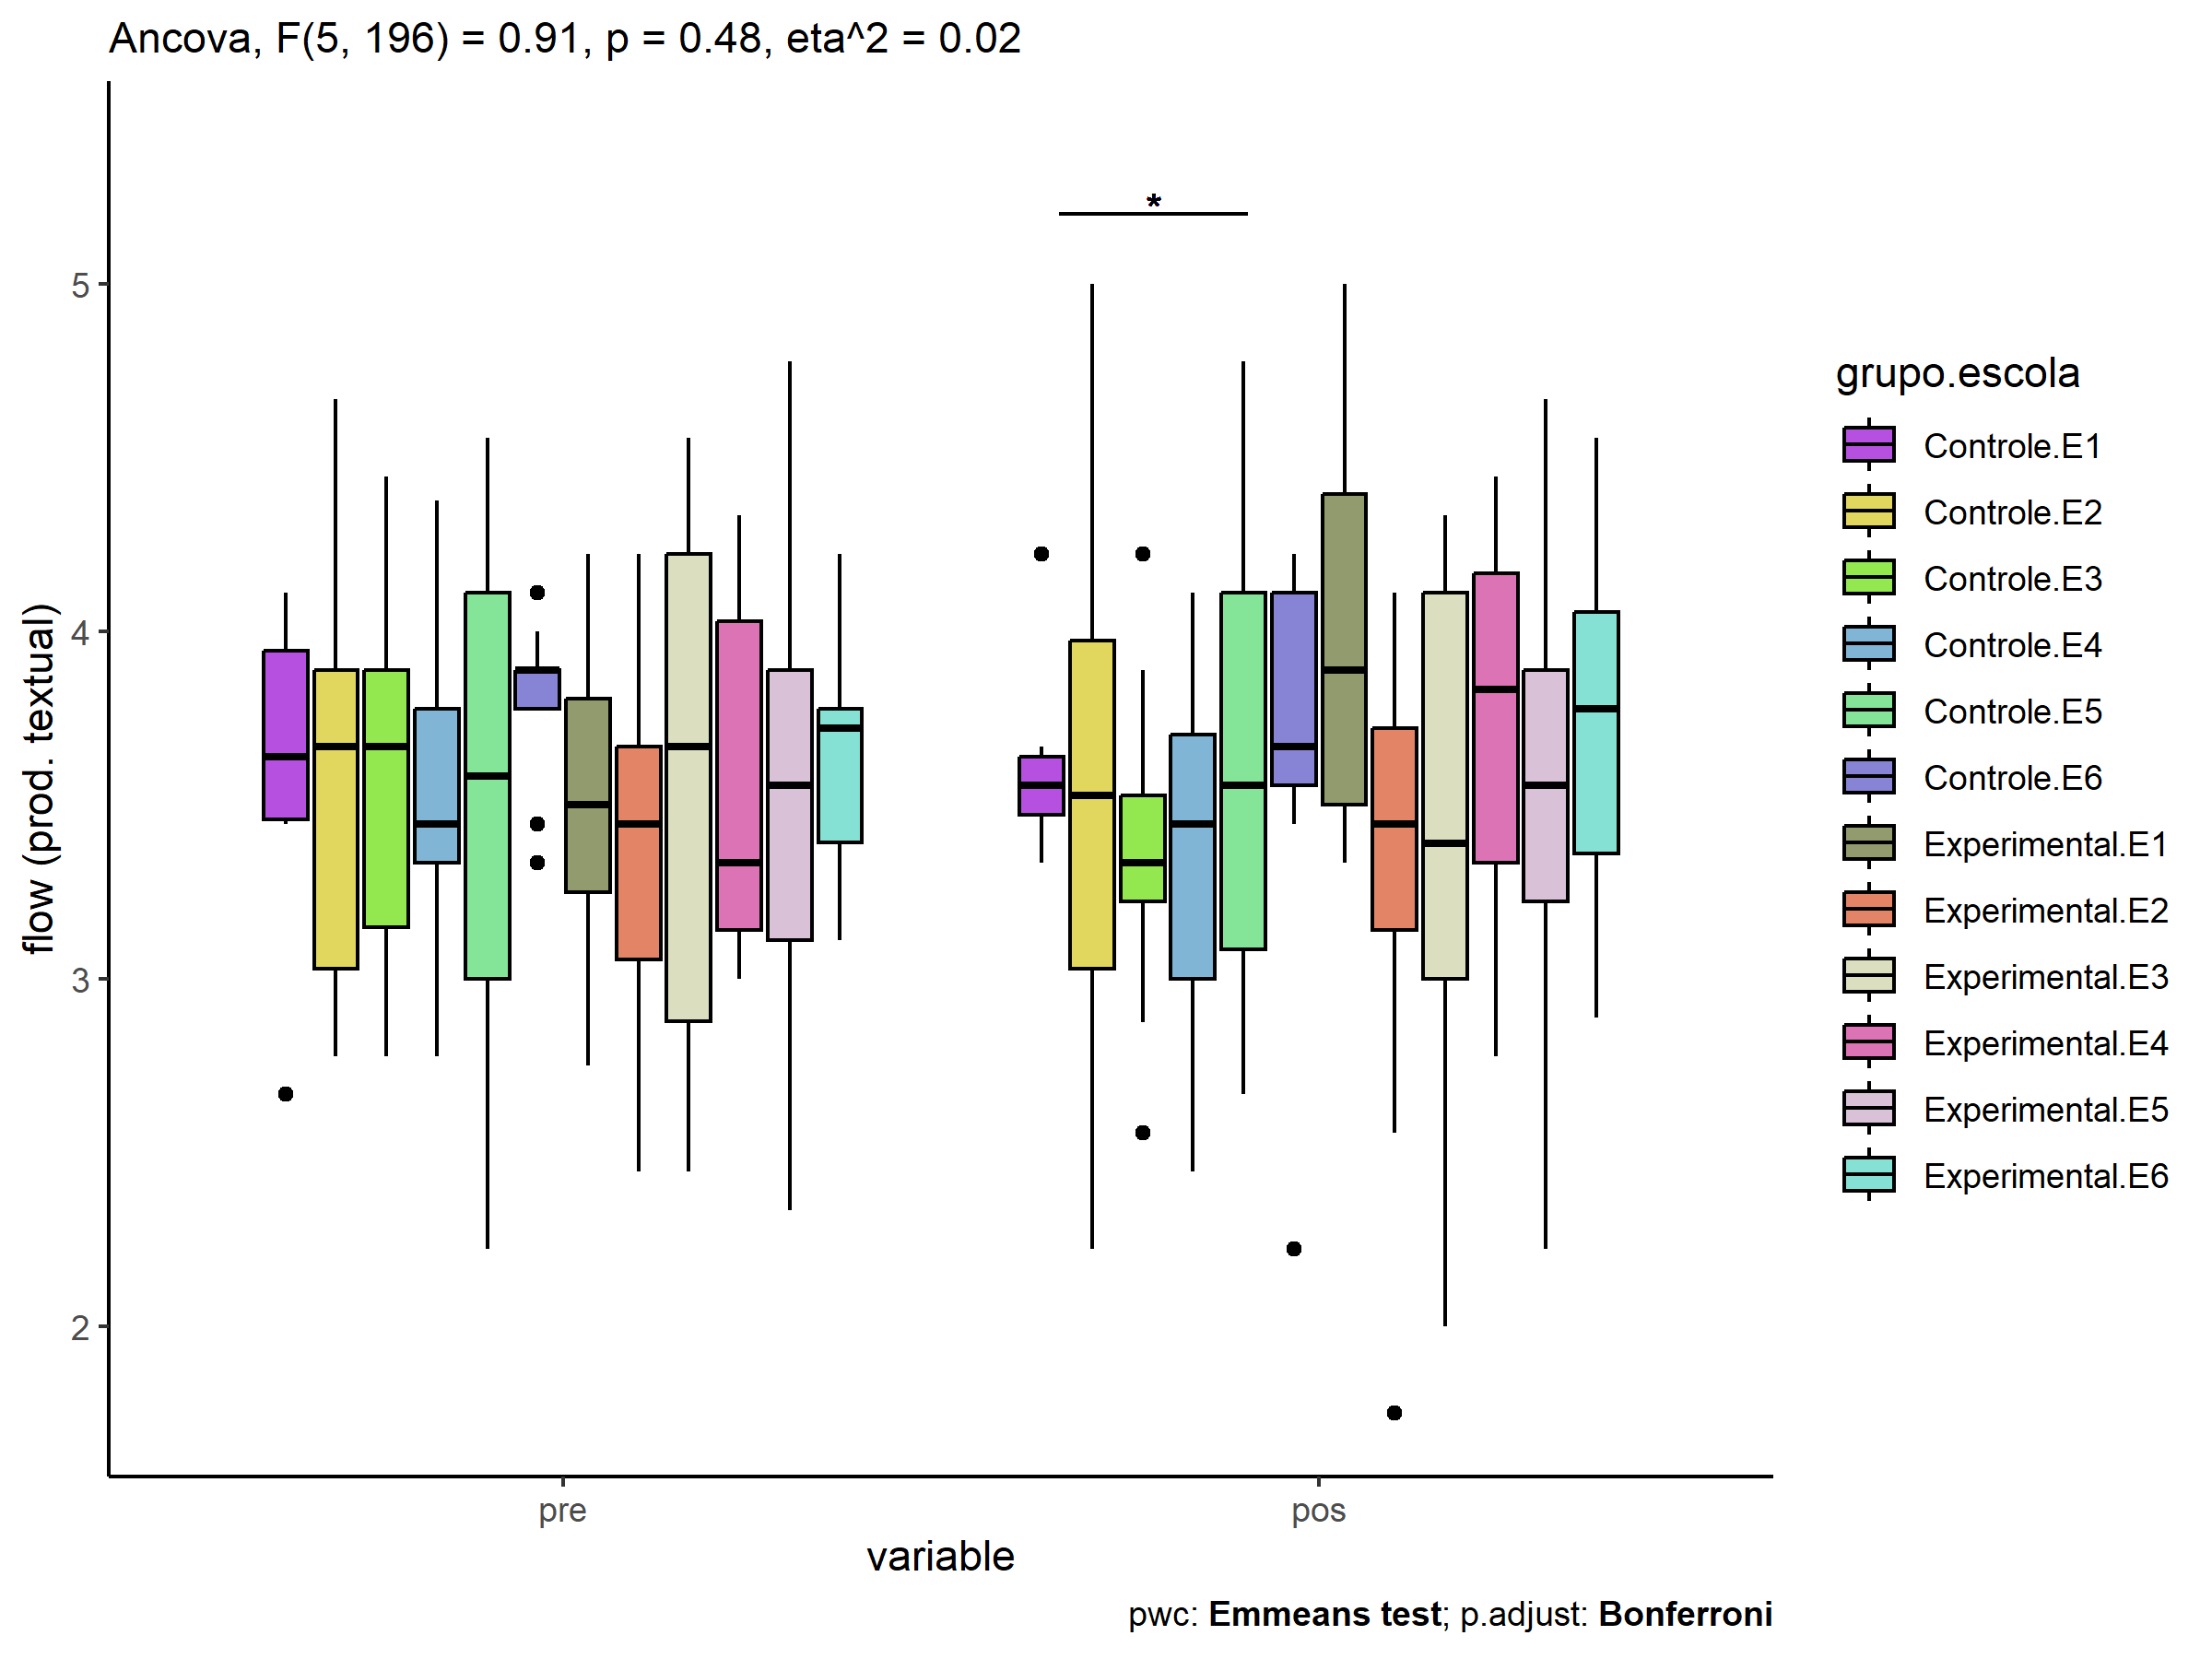 Ancova, F(5, 196) = 0.91, p = 0.48, eta^2 = 0.02
*
5
4
3
2
flow (prod. textual)
pre
pos
variable
pwc: Emmeans test; p.adjust: Bonferroni
grupo.escola
Controle.E1
Controle.E2
Controle.E3
Controle.E4
Controle.E5
Controle.E6
Experimental.E1
Experimental.E2
Experimental.E3
Experimental.E4
Experimental.E5
Experimental.E6